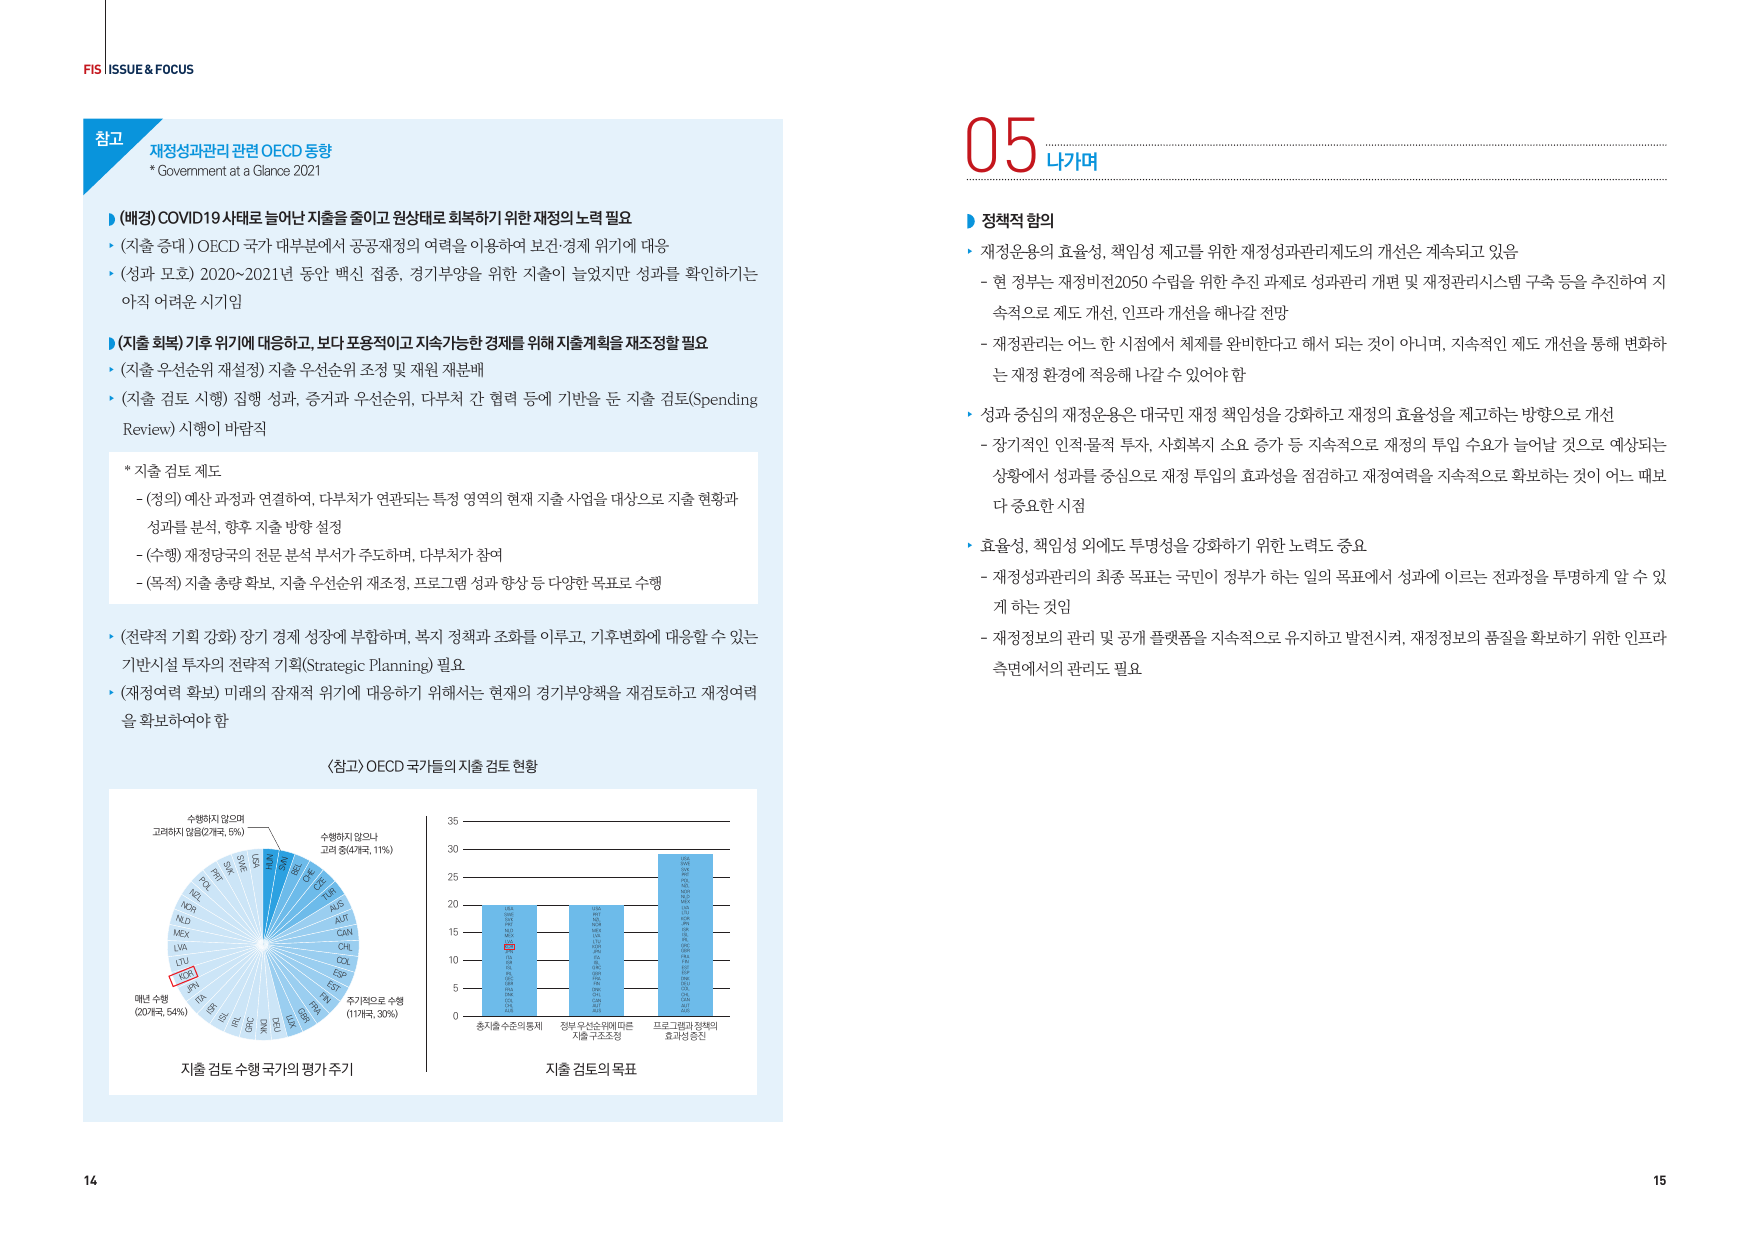 FIS ISSUE & FOCUS
참고
재정성과관리 관련 OECD 동향
* Government at a Glance 2021
(배경) COVID19 사태로 늘어난 지출을 줄이고 원상태로 회복하기 위한 재정의 노력 필요
(지출 증대 ) OECD 국가 대부분에서 공공재정의 여력을 이용하여 보건·경제 위기에 대응
(성과 모호) 2020~2021년 동안 백신 접종, 경기부양을 위한 지출이 늘었지만 성과를 확인하기는
아직 어려운 시기임
(지출 회복) 기후 위기에 대응하고, 보다 포용적이고 지속가능한 경제를 위해 지출계획을 재조정할 필요
(지출 우선순위 재설정) 지출 우선순위 조정 및 재원 재분배
(지출 검토 시행) 집행 성과, 증거과 우선순위, 다부처 간 협력 등에 기반을 둔 지출 검토(Spending
Review) 시행이 바람직
* 지출 검토 제도
- (정의) 예산 과정과 연결하여, 다부처가 연관되는 특정 영역의 현재 지출 사업을 대상으로 지출 현황과
성과를 분석, 향후 지출 방향 설정
- (수행) 재정당국의 전문 분석 부서가 주도하며, 다부처가 참여
- (목적) 지출 총량 확보, 지출 우선순위 재조정, 프로그램 성과 향상 등 다양한 목표로 수행
(전략적 기획 강화) 장기 경제 성장에 부합하며, 복지 정책과 조화를 이루고, 기후변화에 대응할 수 있는
기반시설 투자의 전략적 기획(Strategic Planning) 필요
(재정여력 확보) 미래의 잠재적 위기에 대응하기 위해서는 현재의 경기부양책을 재검토하고 재정여력
을 확보하여야 함
〈참고〉 OECD 국가들의 지출 검토 현황
수행하지 않으며
고려하지 않음(2개국, 5%)
수행하지 않으나
고려 중(4개국, 11%)
HUN
SVN
BEL
CHE
CZE
TUR
AUS
AUT
CAN
CHL
COL
ESP
EST
FIN
FRA
GBR
LUX
DEU
DNK
GRC
IRL
ISL
ISR
ITA
JPN
KOR
LTU
LVA
MEX
NLD
NOR
NZL
POL
PRT
SVK
SWE
USA
매년 수행
(20개국, 54%)
주기적으로 수행
(11개국, 30%)
지출 검토 수행 국가의 평가 주기
35
30
25
20
15
10
5
0
총지출 수준의 통제
정부 우선순위에 따른
지출 구조조정
프로그램과 정책의
효과성 증진
지출 검토의 목표
14
05 나가며
정책적 함의
재정운용의 효율성, 책임성 제고를 위한 재정성과관리제도의 개선은 계속되고 있음
- 현 정부는 재정비전2050 수립을 위한 추진 과제로 성과관리 개편 및 재정관리시스템 구축 등을 추진하여 지
속적으로 제도 개선, 인프라 개선을 해나갈 전망
- 재정관리는 어느 한 시점에서 체제를 완비한다고 해서 되는 것이 아니며, 지속적인 제도 개선을 통해 변화하
는 재정 환경에 적응해 나갈 수 있어야 함
성과 중심의 재정운용은 대국민 재정 책임성을 강화하고 재정의 효율성을 제고하는 방향으로 개선
- 장기적인 인적·물적 투자, 사회복지 소요 증가 등 지속적으로 재정의 투입 수요가 늘어날 것으로 예상되는
상황에서 성과를 중심으로 재정 투입의 효과성을 점검하고 재정여력을 지속적으로 확보하는 것이 어느 때보
다 중요한 시점
효율성, 책임성 외에도 투명성을 강화하기 위한 노력도 중요
- 재정성과관리의 최종 목표는 국민이 정부가 하는 일의 목표에서 성과에 이르는 전과정을 투명하게 알 수 있
게 하는 것임
- 재정정보의 관리 및 공개 플랫폼을 지속적으로 유지하고 발전시켜, 재정정보의 품질을 확보하기 위한 인프라
측면에서의 관리도 필요
15